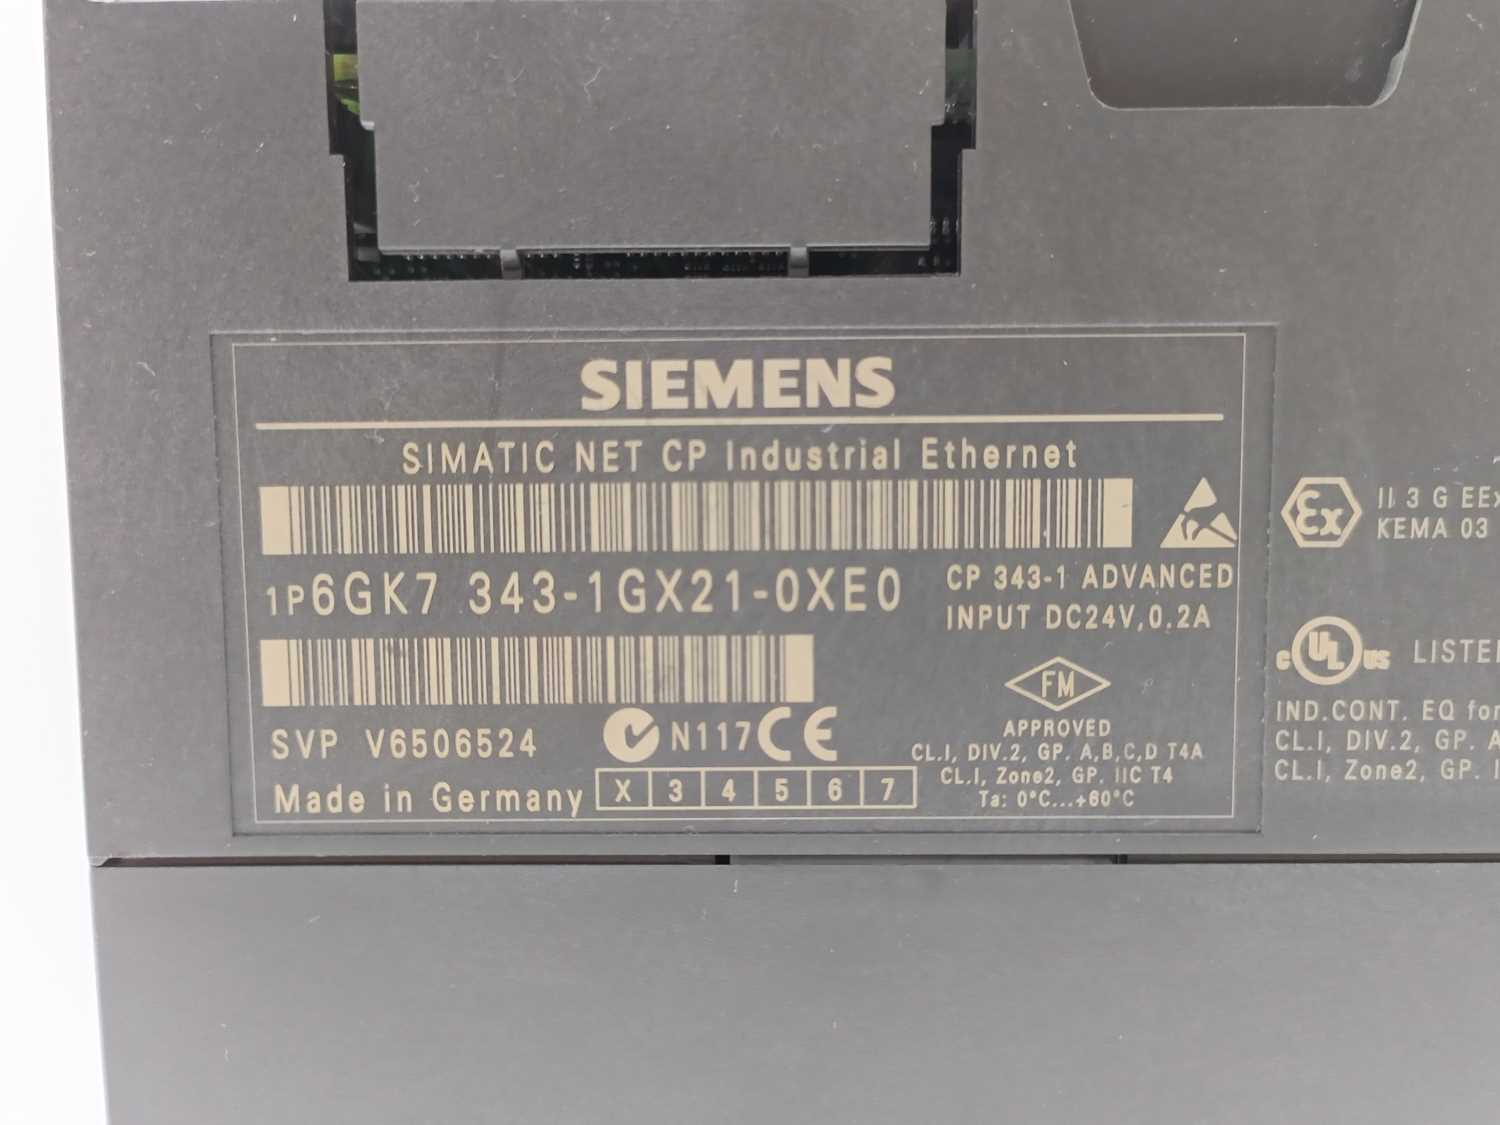 SIEMENS
SIMATIC NET CP Industrial Ethernet
1P6GK7 343-1GX21-0XE0
CP 343-1 ADVANCED
INPUT DC24V,0.2A
SVP V6506524
N117 CE
Made in Germany
X 3 4 5 6 7
FM
APPROVED
CL.I, DIV.2, GP. A,B,C,D T4A
CL.I, Zone2, GP. IIC T4
Ta: 0°C...+60°C
Ex
II 3 G EEx
KEMA 03
c UL us LISTE
IND.CONT. EQ for
CL.I, DIV.2, GP. A
CL.I, Zone2, GP. I